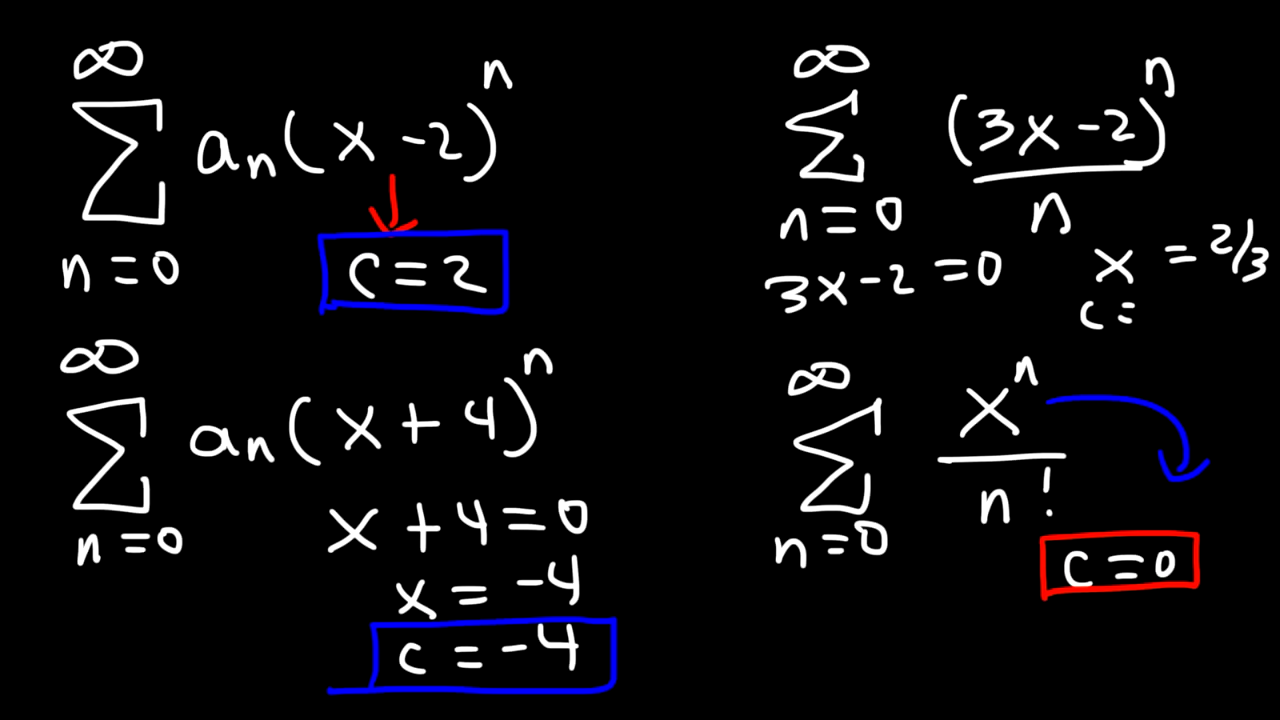 ∞
∑ aₙ(x-2)ⁿ
n=0
c=2
∞
∑ aₙ(x+4)ⁿ
n=0
x+4=0
x=-4
c=-4
∞
∑ (3x-2)ⁿ/n
n=0
3x-2=0 x=2/3
c=
∞
∑ xⁿ/n!
n=0
c=0